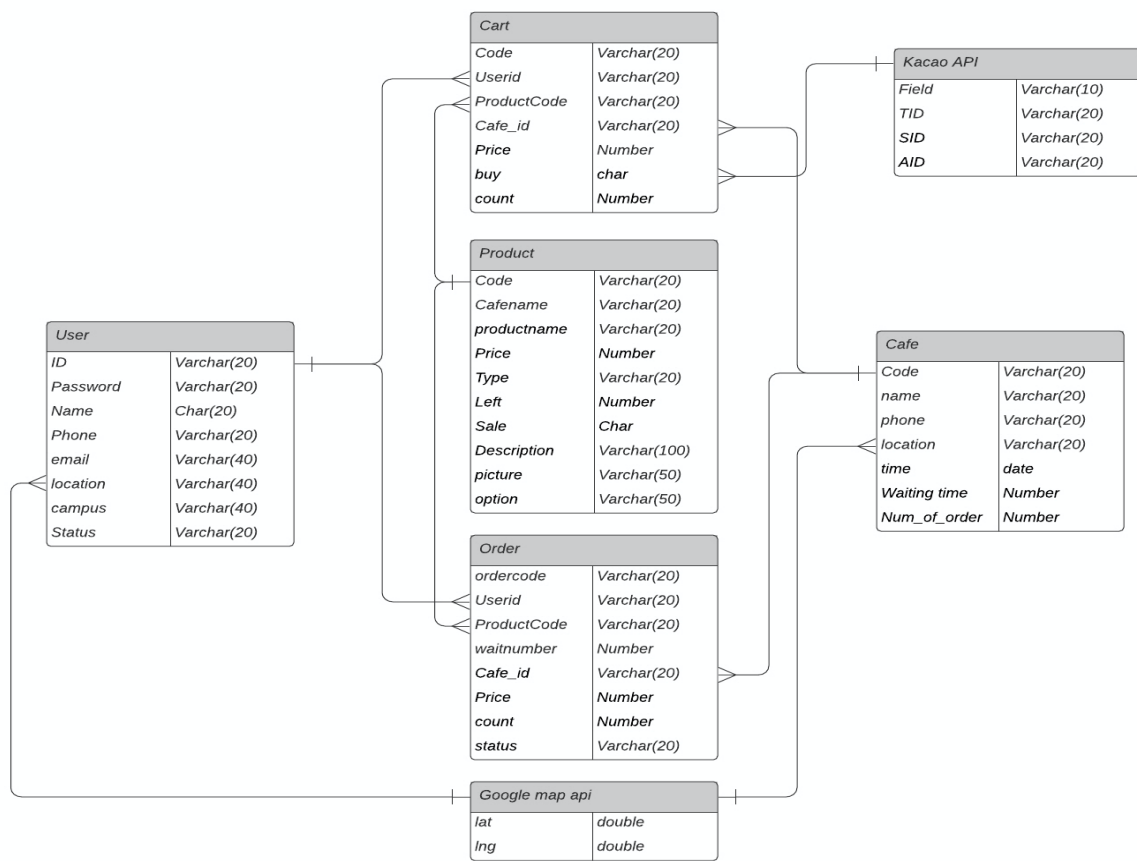 Cart
Code Varchar(20)
Userid Varchar(20)
ProductCode Varchar(20)
Cafe_id Varchar(20)
Price Number
buy char
count Number
Kacao API
Field Varchar(10)
TID Varchar(20)
SID Varchar(20)
AID Varchar(20)
Product
Code Varchar(20)
Cafename Varchar(20)
productname Varchar(20)
Price Number
Type Varchar(20)
Left Number
Sale Char
Description Varchar(100)
picture Varchar(50)
option Varchar(50)
User
ID Varchar(20)
Password Varchar(20)
Name Char(20)
Phone Varchar(20)
email Varchar(40)
location Varchar(40)
campus Varchar(40)
Status Varchar(20)
Cafe
Code Varchar(20)
name Varchar(20)
phone Varchar(20)
location Varchar(20)
time date
Waiting time Number
Num_of_order Number
Order
ordercode Varchar(20)
Userid Varchar(20)
ProductCode Varchar(20)
waitnumber Number
Cafe_id Varchar(20)
Price Number
count Number
status Varchar(20)
Google map api
lat double
lng double